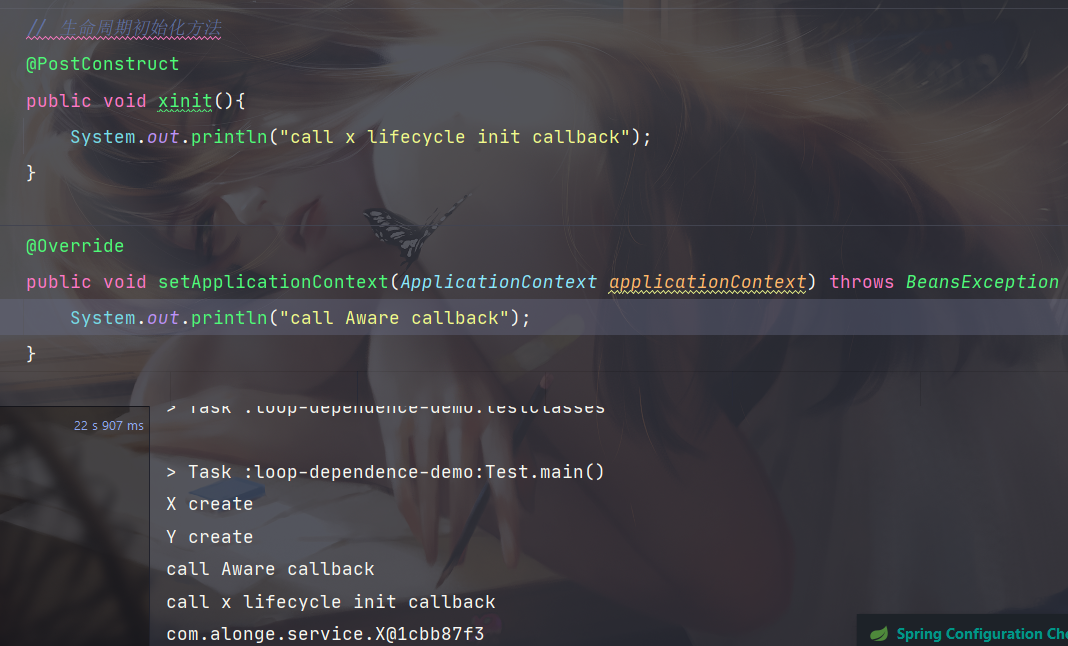 // 生命周期初始化方法
@PostConstruct
public void xinit(){
System.out.println("call x lifecycle init callback");
}
@Override
public void setApplicationContext(ApplicationContext applicationContext) throws BeansException
System.out.println("call Aware callback");
}
22 s 907 ms
> Task :loop-dependence-demo:testClasses
> Task :loop-dependence-demo:Test.main()
X create
Y create
call Aware callback
call x lifecycle init callback
com.alonge.service.X@1cbb87f3
Spring Configuration Che